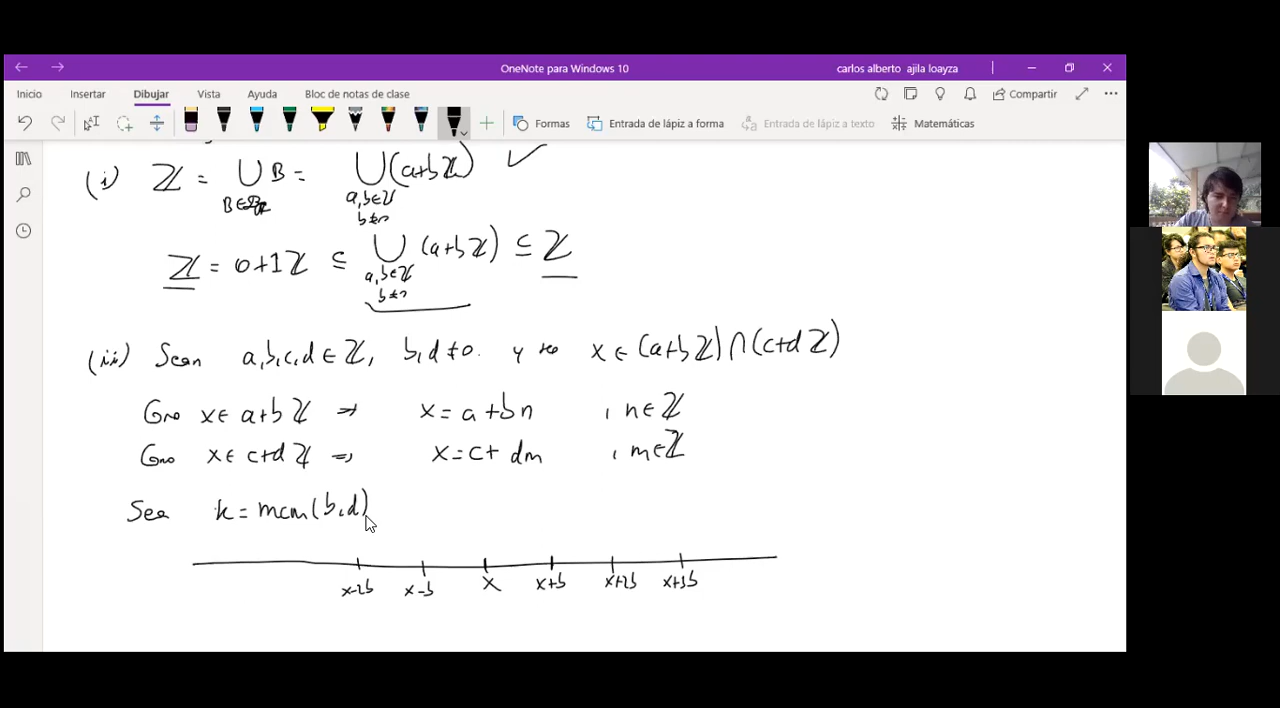 OneNote para Windows 10
carlos alberto ajila loayza
Inicio Insertar Dibujar Vista Ayuda Bloc de notas de clase
Compartir
Formas Entrada de lápiz a forma Entrada de lápiz a texto Matemáticas
(i) ℤ = ∪ B = ∪ (a+bℤ) ✓
a,b∈ℤ
b≠0
ℤ = 0+1ℤ ⊆ ∪ (a+bℤ) ⊆ ℤ
a,b∈ℤ
b≠0
(ii) Sean a,b,c,d ∈ ℤ, b,d ≠ 0. y x ∈ (a+bℤ)∩(c+dℤ)
x ∈ a+bℤ ⇒ x = a+bn , n∈ℤ
x ∈ c+dℤ ⇒ x = c+dm , m∈ℤ
Sea k = mcm(b,d)
x-2b x-b x x+b x+2b x+3b